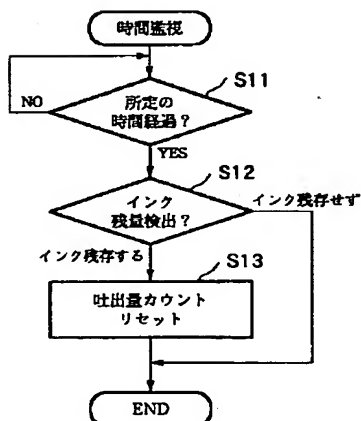 時間監視
S11
NO
所定の
時間経過？
YES
S12
インク
残量検出？
インク残存せず
インク残存する
S13
吐出量カウント
リセット
END